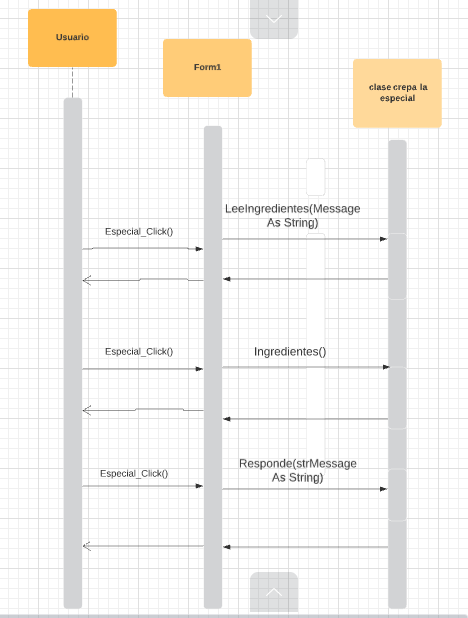 Usuario
Form1
clase crepa la
especial
LeeIngredientes(Message
As String)
Especial_Click()
Especial_Click()
Ingredientes()
Responde(strMessage
As String)
Especial_Click()